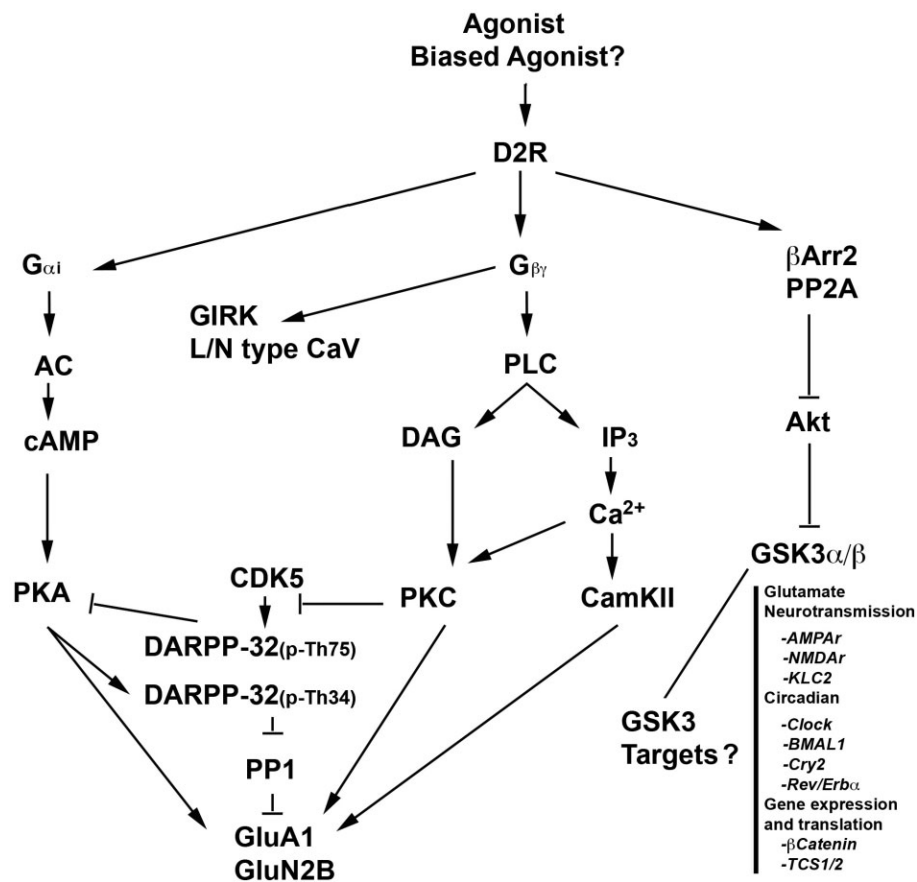 Agonist
Biased Agonist?
D2R
Gαi
Gβγ
βArr2
PP2A
GIRK
L/N type CaV
AC
PLC
Akt
cAMP
DAG
IP3
Ca2+
GSK3α/β
PKA
CDK5
PKC
CamKII
DARPP-32(p-Th75)
DARPP-32(p-Th34)
PP1
GluA1
GluN2B
GSK3
Targets ?
Glutamate
Neurotransmission
-AMPAr
-NMDAr
-KLC2
Circadian
-Clock
-BMAL1
-Cry2
-Rev/Erbα
Gene expression
and translation
-βCatenin
-TCS1/2